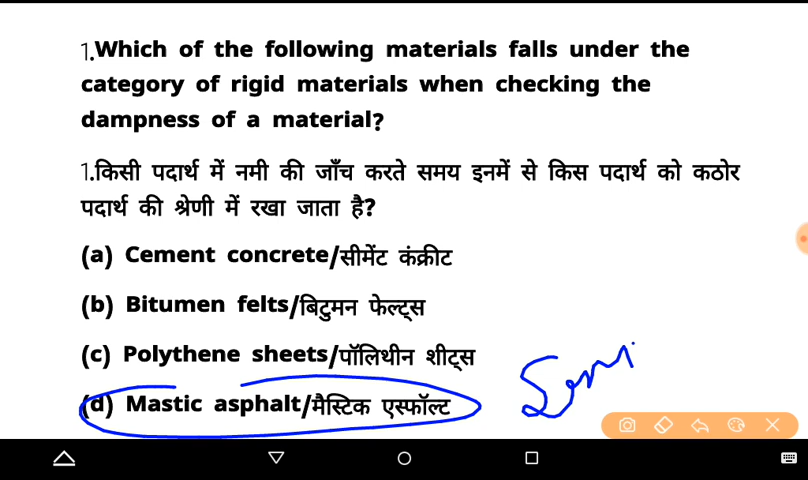 1.Which of the following materials falls under the
category of rigid materials when checking the
dampness of a material?
1.किसी पदार्थ में नमी की जाँच करते समय इनमें से किस पदार्थ को कठोर
पदार्थ की श्रेणी में रखा जाता है?
(a) Cement concrete/सीमेंट कंक्रीट
(b) Bitumen felts/बिटुमन फेल्ट्स
(c) Polythene sheets/पॉलिथीन शीट्स
(d) Mastic asphalt/मैस्टिक एस्फॉल्ट
Semi